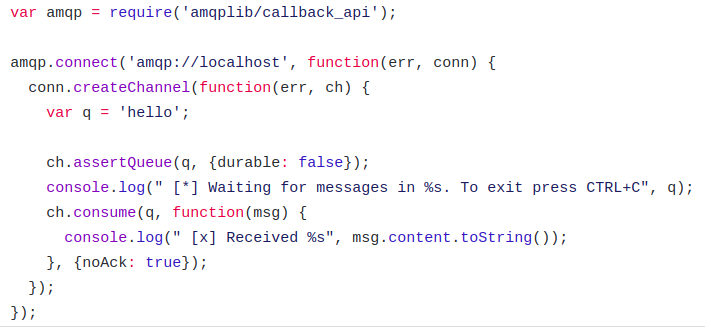 var amqp = require('amqplib/callback_api');

amqp.connect('amqp://localhost', function(err, conn) {
  conn.createChannel(function(err, ch) {
    var q = 'hello';

    ch.assertQueue(q, {durable: false});
    console.log(" [*] Waiting for messages in %s. To exit press CTRL+C", q);
    ch.consume(q, function(msg) {
      console.log(" [x] Received %s", msg.content.toString());
    }, {noAck: true});
  });
});